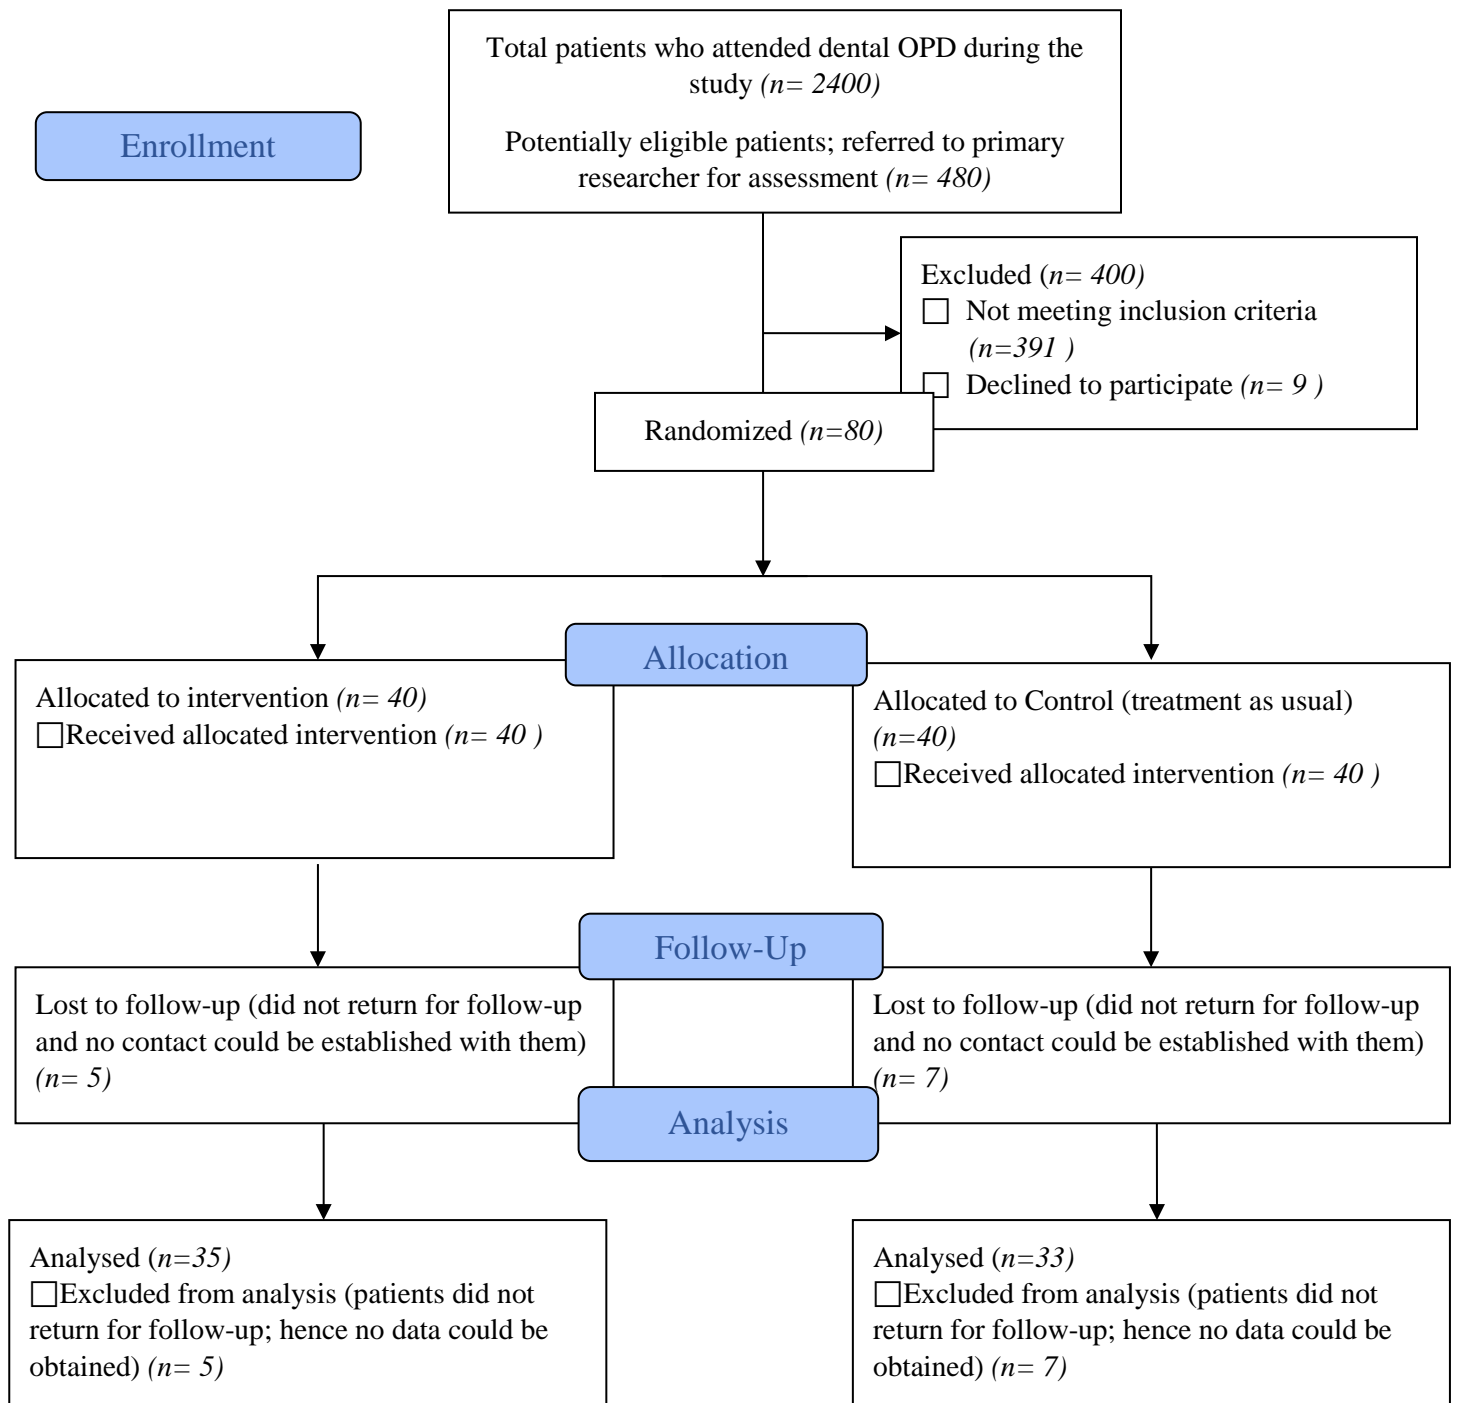 Total patients who attended dental OPD during the
study (n= 2400)
Potentially eligible patients; referred to primary
researcher for assessment (n= 480)
Enrollment
Excluded (n= 400)
Not meeting inclusion criteria
(n=391 )
Declined to participate (n= 9 )
Randomized (n=80)
Allocation
Allocated to intervention (n= 40)
Received allocated intervention (n= 40 )
Allocated to Control (treatment as usual)
(n=40)
Received allocated intervention (n= 40 )
Follow-Up
Lost to follow-up (did not return for follow-up
and no contact could be established with them)
(n= 5)
Lost to follow-up (did not return for follow-up
and no contact could be established with them)
(n= 7)
Analysis
Analysed (n=35)
Excluded from analysis (patients did not
return for follow-up; hence no data could be
obtained) (n= 5)
Analysed (n=33)
Excluded from analysis (patients did not
return for follow-up; hence no data could be
obtained) (n= 7)